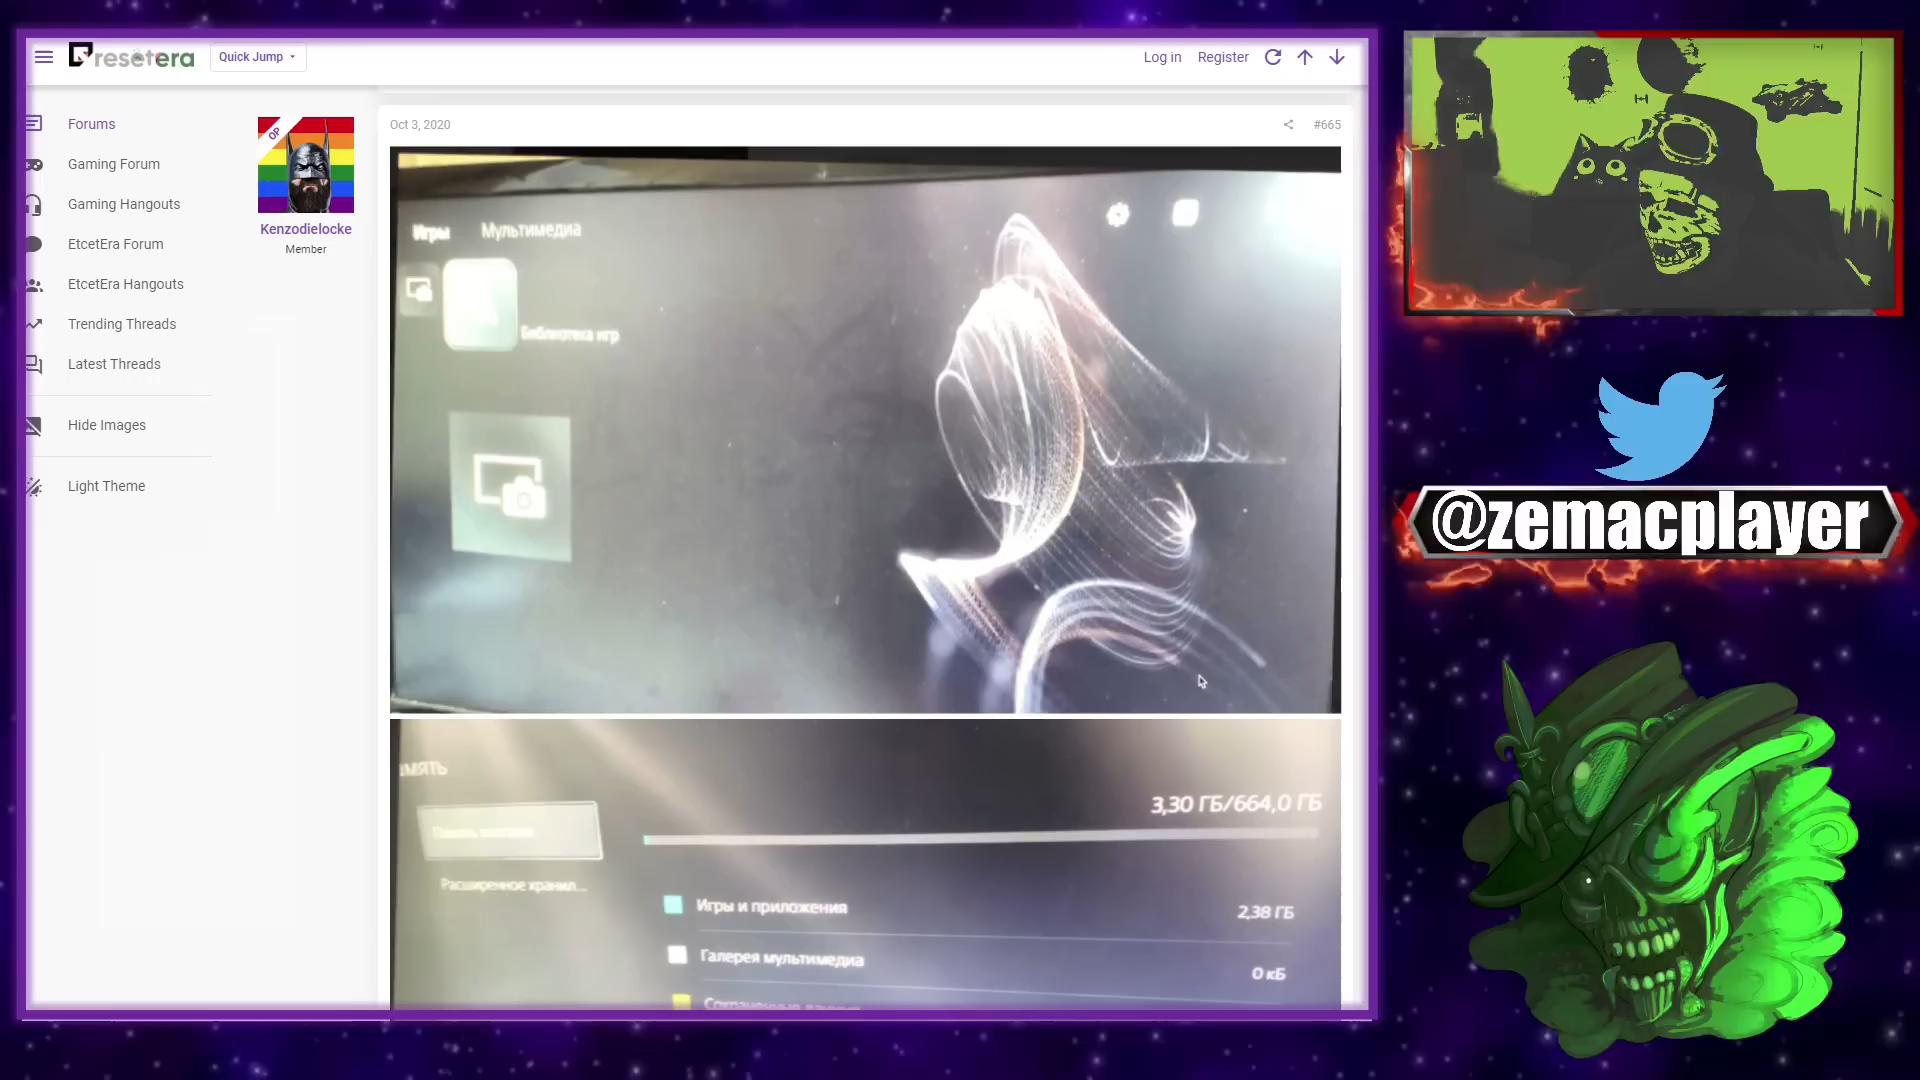 resetera
Quick Jump
Log in
Register
Forums
Gaming Forum
Gaming Hangouts
EtcetEra Forum
EtcetEra Hangouts
Trending Threads
Latest Threads
Hide Images
Light Theme
OP
Kenzodielocke
Member
Oct 3, 2020
#665
Игры
Мультимедиа
Библиотека игр
3,30 ГБ/664,0 ГБ
Расширенное хранил...
Игры и приложения
2,38 ГБ
Галерея мультимедиа
0 кБ
@zemacplayer